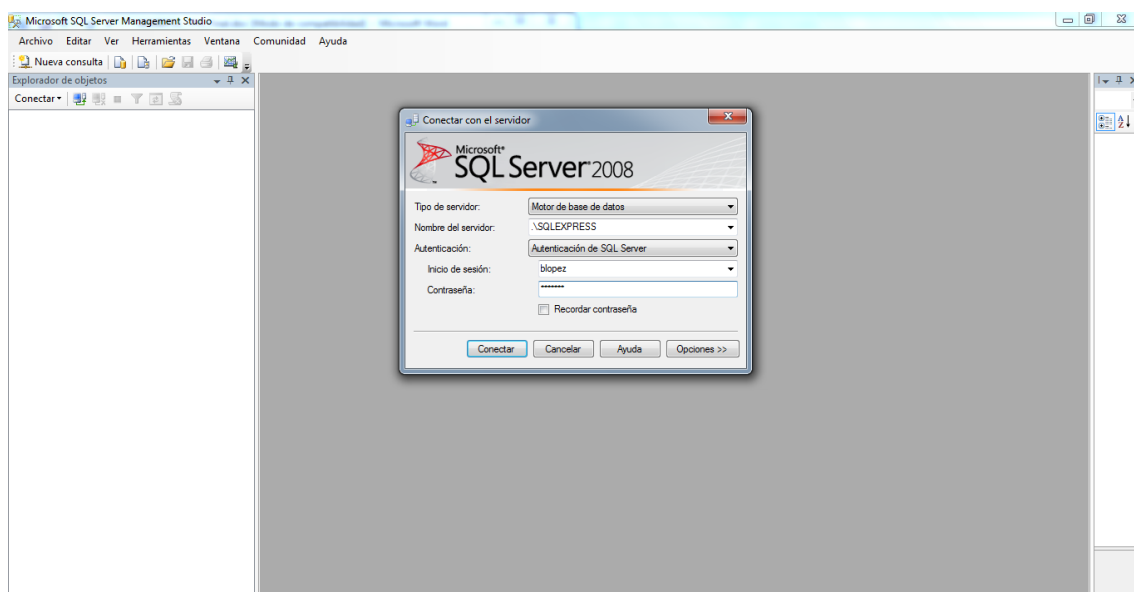 Microsoft SQL Server Management Studio
Archivo Editar Ver Herramientas Ventana Comunidad Ayuda
Nueva consulta
Explorador de objetos
Conectar
Conectar con el servidor
Microsoft®
SQL Server® 2008
Tipo de servidor: Motor de base de datos
Nombre del servidor: .\SQLEXPRESS
Autenticación: Autenticación de SQL Server
Inicio de sesión: blopez
Contraseña: *******
Recordar contraseña
Conectar Cancelar Ayuda Opciones >>